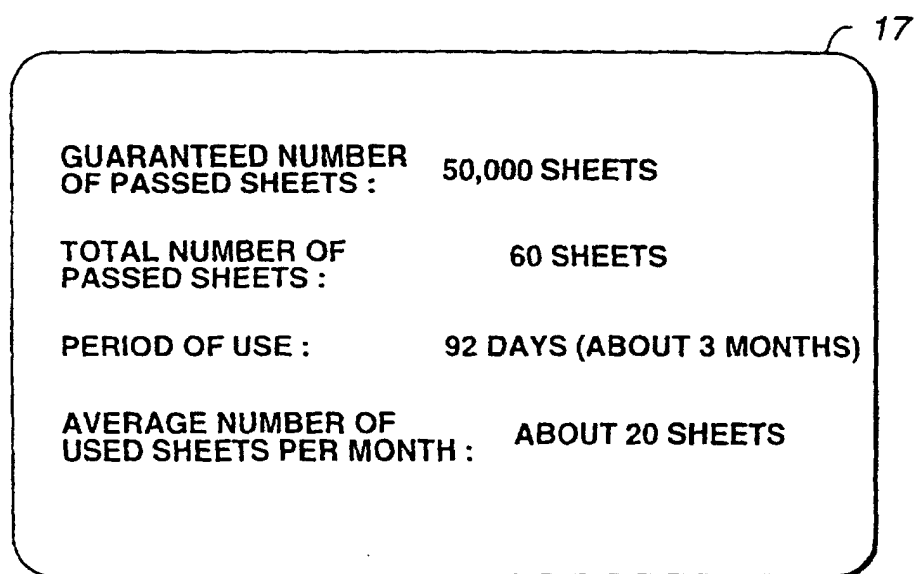 17
GUARANTEED NUMBER
OF PASSED SHEETS : 50,000 SHEETS
TOTAL NUMBER OF
PASSED SHEETS : 60 SHEETS
PERIOD OF USE : 92 DAYS (ABOUT 3 MONTHS)
AVERAGE NUMBER OF
USED SHEETS PER MONTH : ABOUT 20 SHEETS